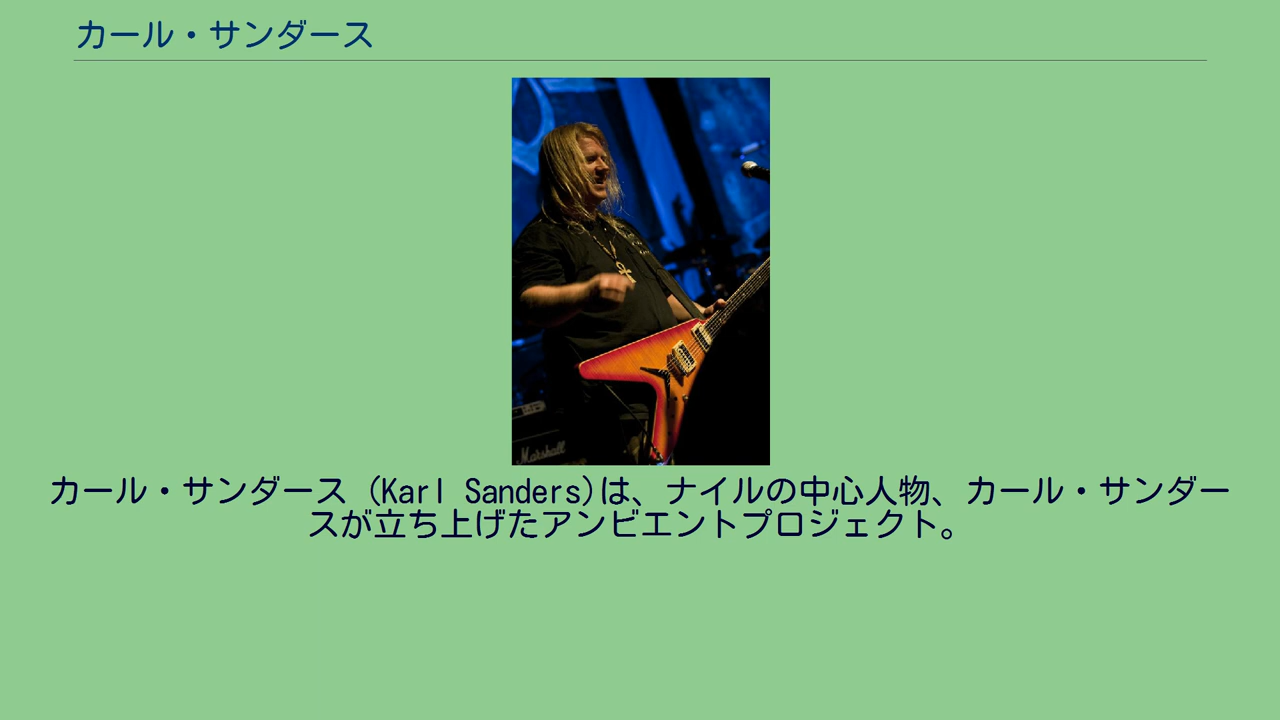 カール・サンダース
Marshall
カール・サンダース (Karl Sanders)は、ナイルの中心人物、カール・サンダー
スが立ち上げたアンビエントプロジェクト。